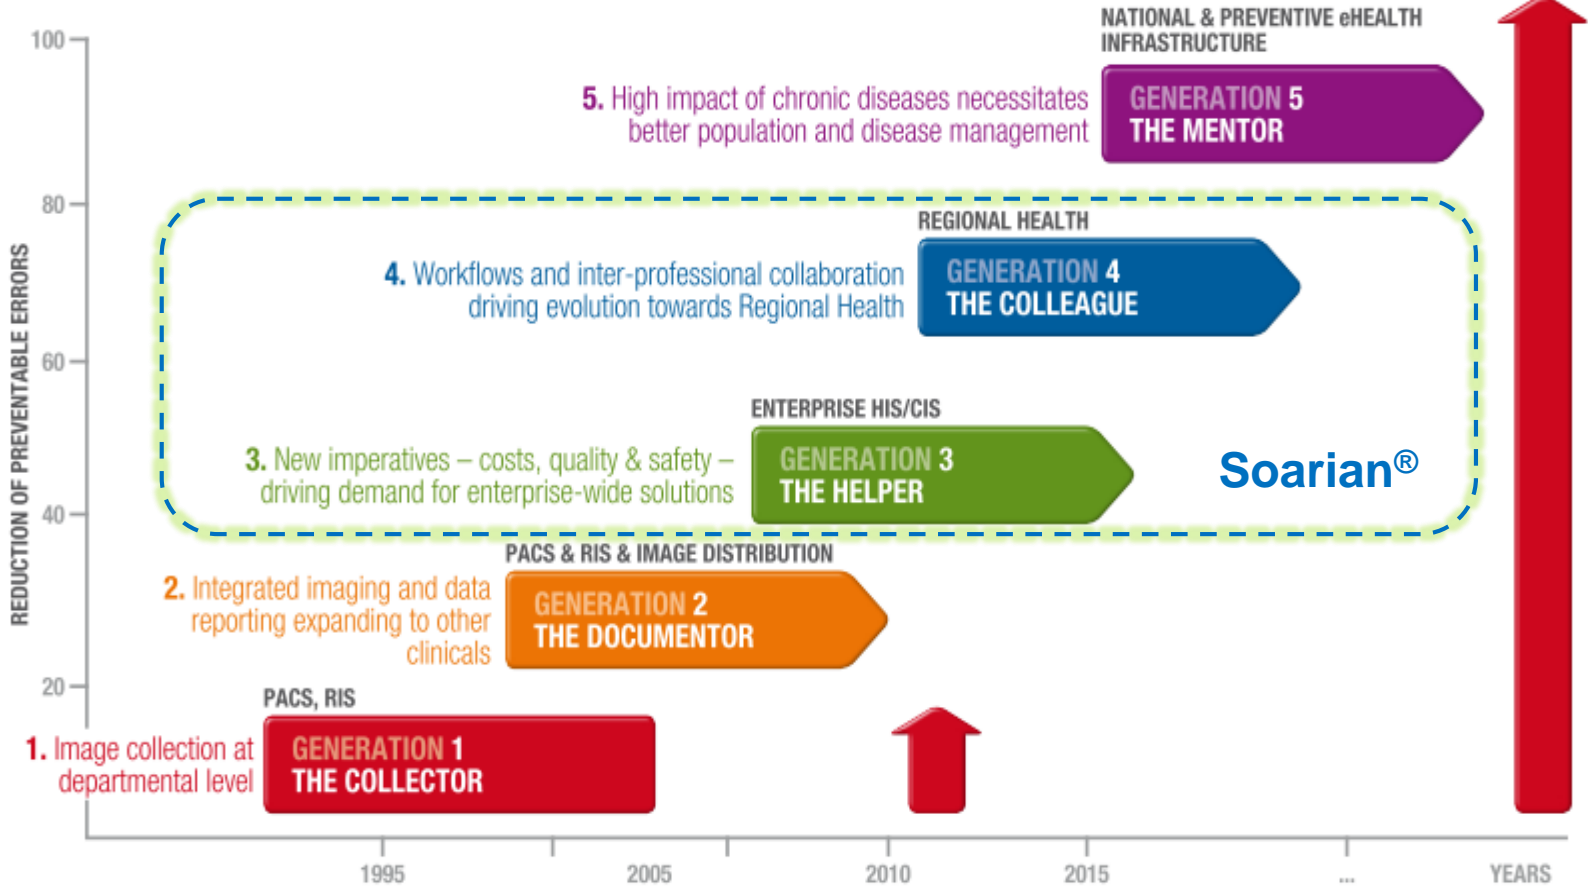 NATIONAL & PREVENTIVE eHEALTH
INFRASTRUCTURE
100
5. High impact of chronic diseases necessitates
better population and disease management
GENERATION 5
THE MENTOR
80
REGIONAL HEALTH
4. Workflows and inter-professional collaboration
driving evolution towards Regional Health
GENERATION 4
THE COLLEAGUE
REDUCTION OF PREVENTABLE ERRORS
60
ENTERPRISE HIS/CIS
3. New imperatives – costs, quality & safety –
driving demand for enterprise-wide solutions
GENERATION 3
THE HELPER
Soarian®
40
PACS & RIS & IMAGE DISTRIBUTION
2. Integrated imaging and data
reporting expanding to other
clinicals
GENERATION 2
THE DOCUMENTOR
20
PACS, RIS
1. Image collection at
departmental level
GENERATION 1
THE COLLECTOR
1995
2005
2010
2015
...
YEARS